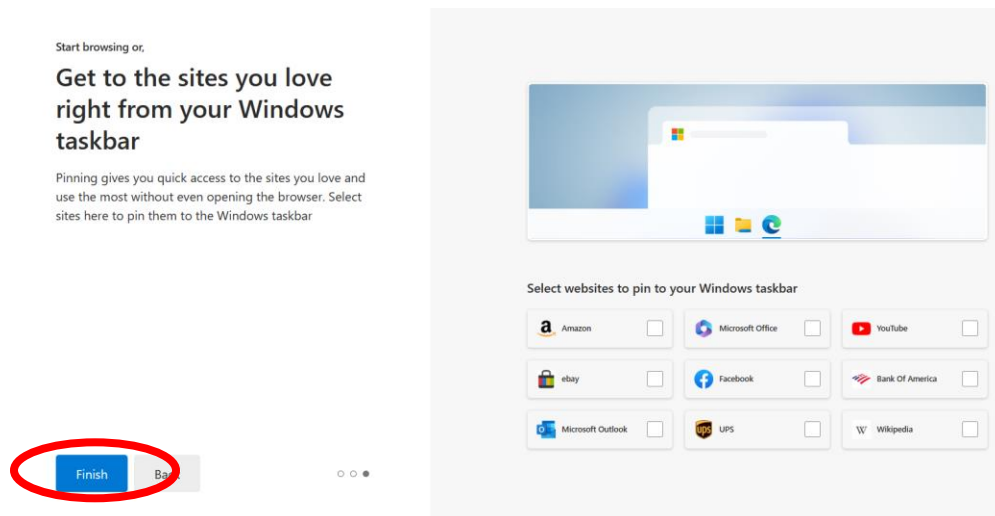 Start browsing or,
Get to the sites you love
right from your Windows
taskbar
Pinning gives you quick access to the sites you love and
use the most without even opening the browser. Select
sites here to pin them to the Windows taskbar
Select websites to pin to your Windows taskbar
Amazon
Microsoft Office
YouTube
ebay
Facebook
Bank Of America
Microsoft Outlook
ups UPS
W Wikipedia
Finish